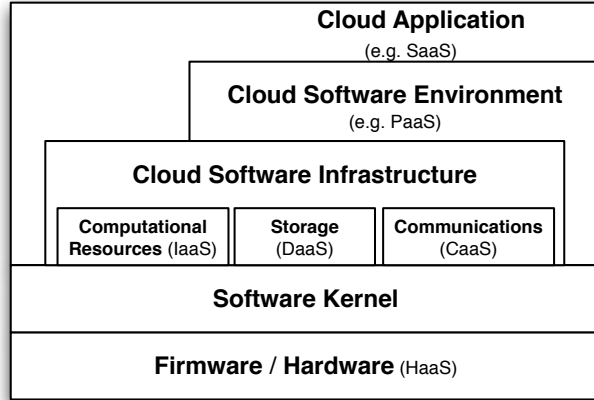 Cloud Application
(e.g. SaaS)
Cloud Software Environment
(e.g. PaaS)
Cloud Software Infrastructure
Computational
Resources (IaaS)
Storage
(DaaS)
Communications
(CaaS)
Software Kernel
Firmware / Hardware (HaaS)